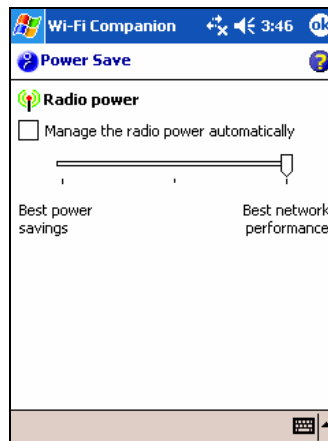 Wi-Fi Companion 3:46 ok
Power Save ?
Radio power
Manage the radio power automatically
Best power savings
Best network performance